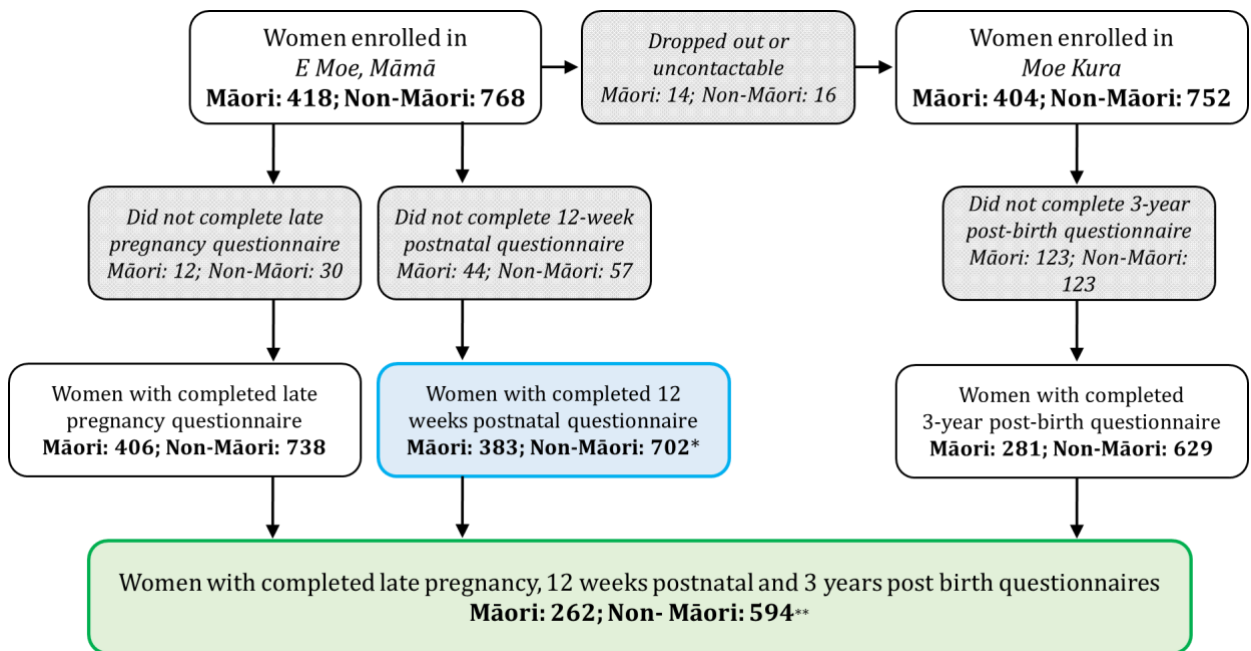 Women enrolled in
E Moe, Māmā
Māori: 418; Non-Māori: 768
Dropped out or
uncontactable
Māori: 14; Non-Māori: 16
Women enrolled in
Moe Kura
Māori: 404; Non-Māori: 752
Did not complete late
pregnancy questionnaire
Māori: 12; Non-Māori: 30
Did not complete 12-week
postnatal questionnaire
Māori: 44; Non-Māori: 57
Did not complete 3-year
post-birth questionnaire
Māori: 123; Non-Māori:
123
Women with completed late
pregnancy questionnaire
Māori: 406; Non-Māori: 738
Women with completed 12
weeks postnatal questionnaire
Māori: 383; Non-Māori: 702*
Women with completed
3-year post-birth questionnaire
Māori: 281; Non-Māori: 629
Women with completed late pregnancy, 12 weeks postnatal and 3 years post birth questionnaires
Māori: 262; Non- Māori: 594**